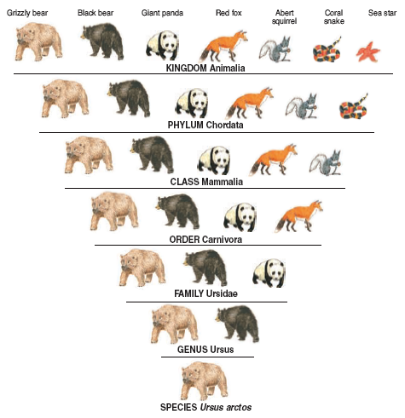 Grizzly bear Black bear Giant panda Red fox Abert squirrel Coral snake Sea star
KINGDOM Animalia
PHYLUM Chordata
CLASS Mammalia
ORDER Carnivora
FAMILY Ursidae
GENUS Ursus
SPECIES Ursus arctos